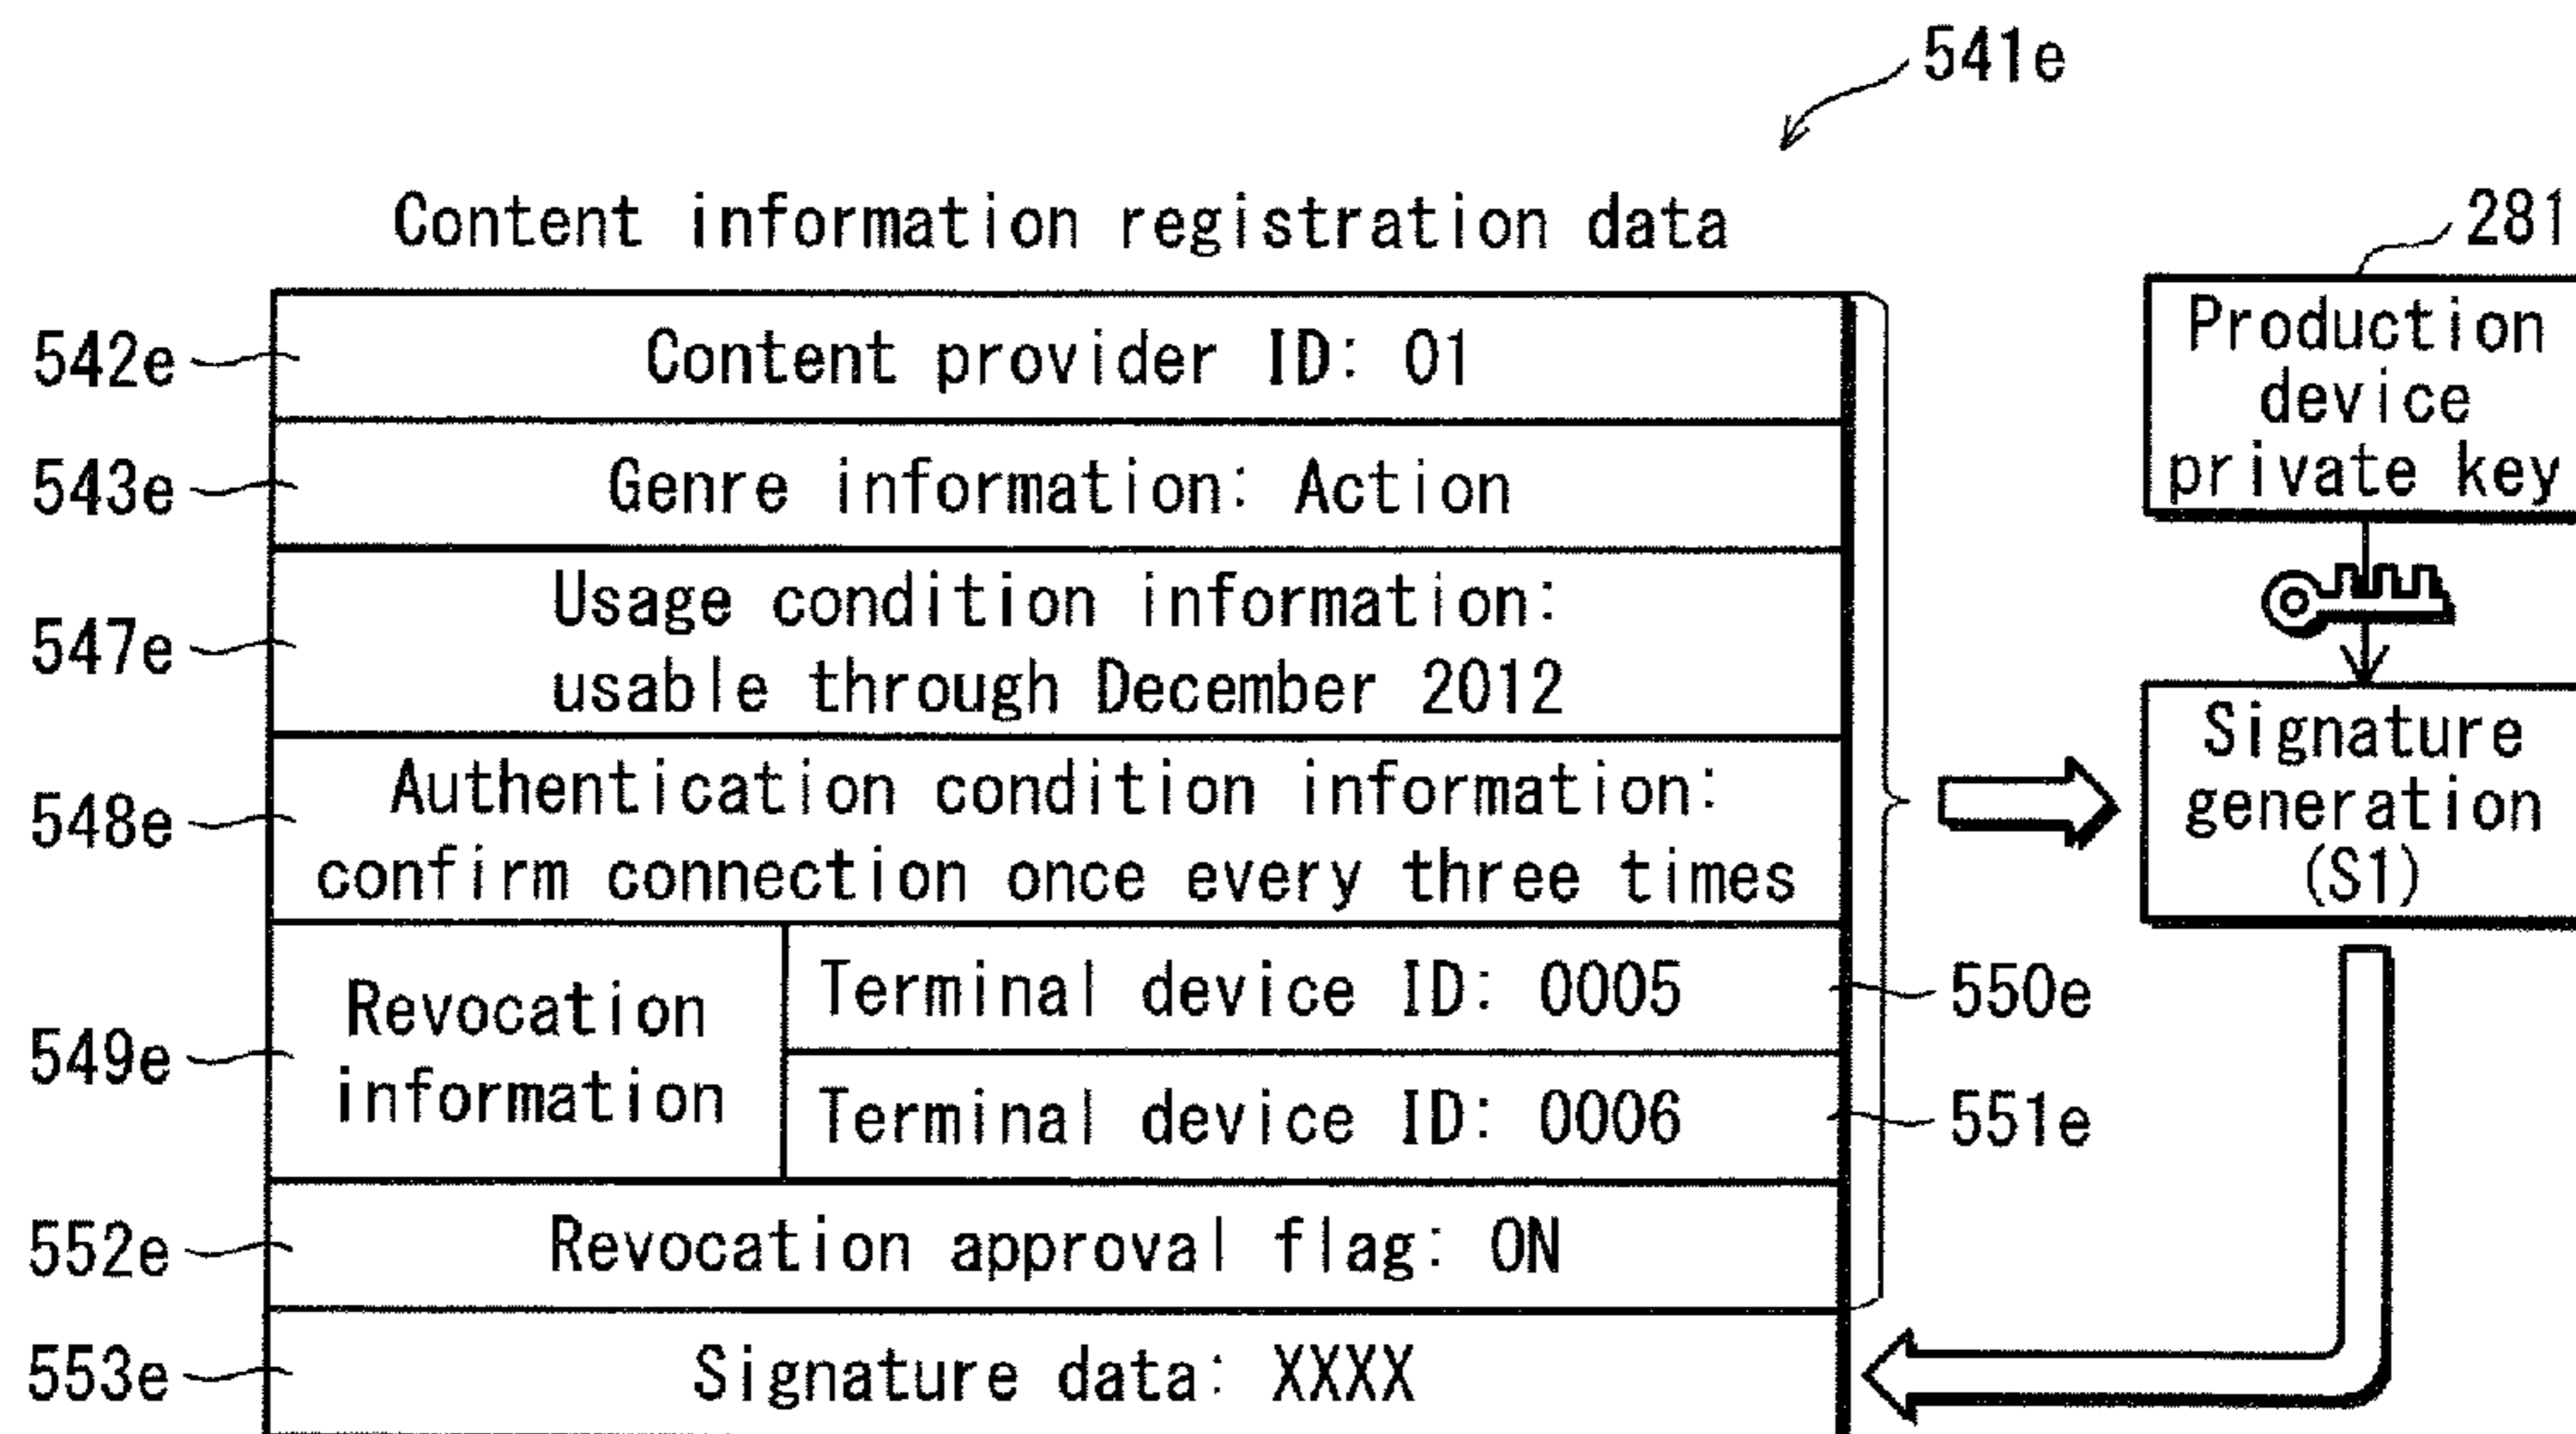 541e
Content information registration data
281
542e
Content provider ID: 01
543e
Genre information: Action
547e
Usage condition information:
usable through December 2012
548e
Authentication condition information:
confirm connection once every three times
549e
Revocation
information
Terminal device ID: 0005
550e
Terminal device ID: 0006
551e
552e
Revocation approval flag: ON
553e
Signature data: XXXX
Production
device
private key
Signature
generation
(S1)